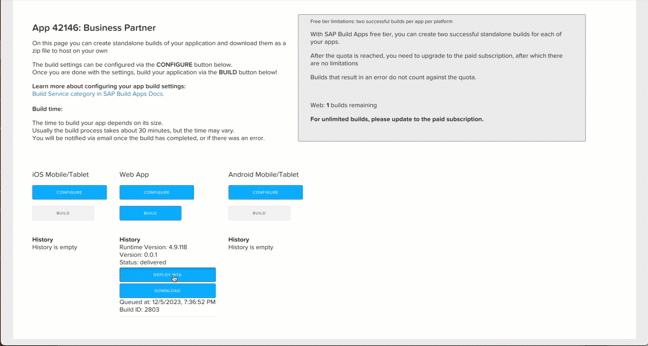 App 42146: Business Partner
On this page you can create standalone builds of your application and download them as a
zip file to host on your own
The build settings can be configured via the CONFIGURE button below.
Once you are done with the settings, build your application via the BUILD button below!
Learn more about configuring your app build settings:
Build Service category in SAP Build Apps Docs.
Build time:
The time to build your app depends on its size.
Usually the build process takes about 30 minutes, but the time may vary.
You will be notified via email once the build has completed, or if there was an error.
Free tier limitations: two successful builds per app per platform
With SAP Build Apps free tier, you can create two successful standalone builds for each of
your apps.
After the quota is reached, you need to upgrade to the paid subscription, after which there
are no limitations
Builds that result in an error do not count against the quota.
Web: 1 builds remaining
For unlimited builds, please update to the paid subscription.
iOS Mobile/Tablet
CONFIGURE
BUILD
History
History is empty
Web App
CONFIGURE
BUILD
History
Runtime Version: 4.9.118
Version: 0.0.1
Status: delivered
DEPLOY MTA
DOWNLOAD
Queued at: 12/5/2023, 7:36:52 PM
Build ID: 2803
Android Mobile/Tablet
CONFIGURE
BUILD
History
History is empty